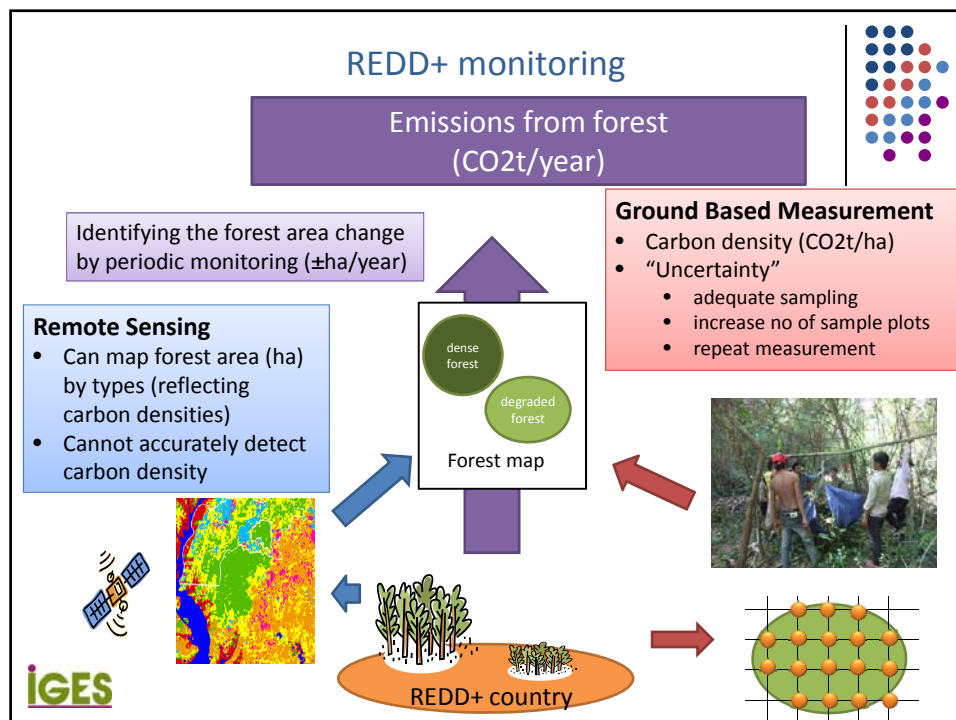 REDD+ monitoring
Emissions from forest
(CO2t/year)
Identifying the forest area change
by periodic monitoring (±ha/year)
Ground Based Measurement
• Carbon density (CO2t/ha)
• “Uncertainty”
• adequate sampling
• increase no of sample plots
• repeat measurement
Remote Sensing
• Can map forest area (ha)
by types (reflecting
carbon densities)
• Cannot accurately detect
carbon density
dense
forest
degraded
forest
Forest map
REDD+ country
IGES